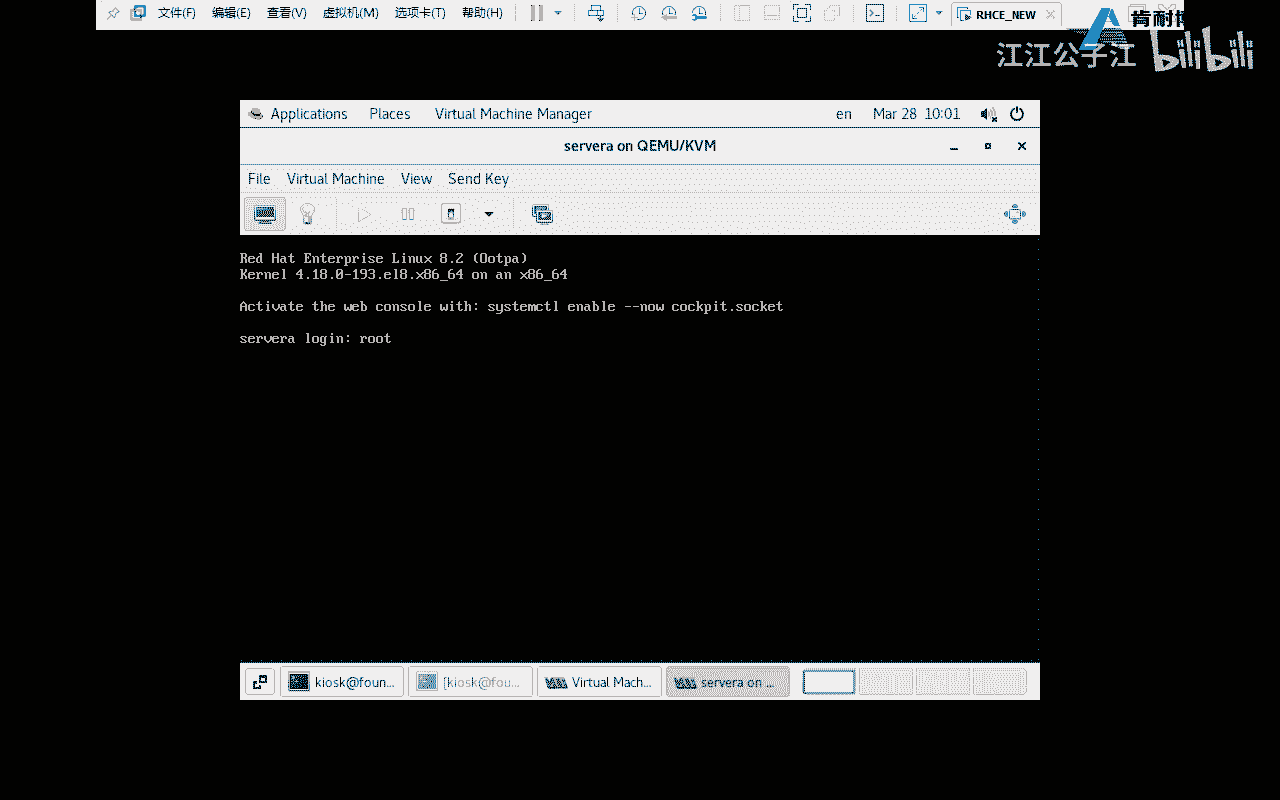 文件(F) 编辑(E) 查看(V) 虚拟机(M) 选项卡(T) 帮助(H) RHCE_NEW
肯耐
江江公子江 bilibili
Applications Places Virtual Machine Manager en Mar 28 10:01
servera on QEMU/KVM
File Virtual Machine View Send Key
Red Hat Enterprise Linux 8.2 (Ootpa)
Kernel 4.18.0-193.el8.x86_64 on an x86_64
Activate the web console with: systemctl enable --now cockpit.socket
servera login: root
kiosk@foun... [kiosk@fou... Virtual Mach... servera on ...